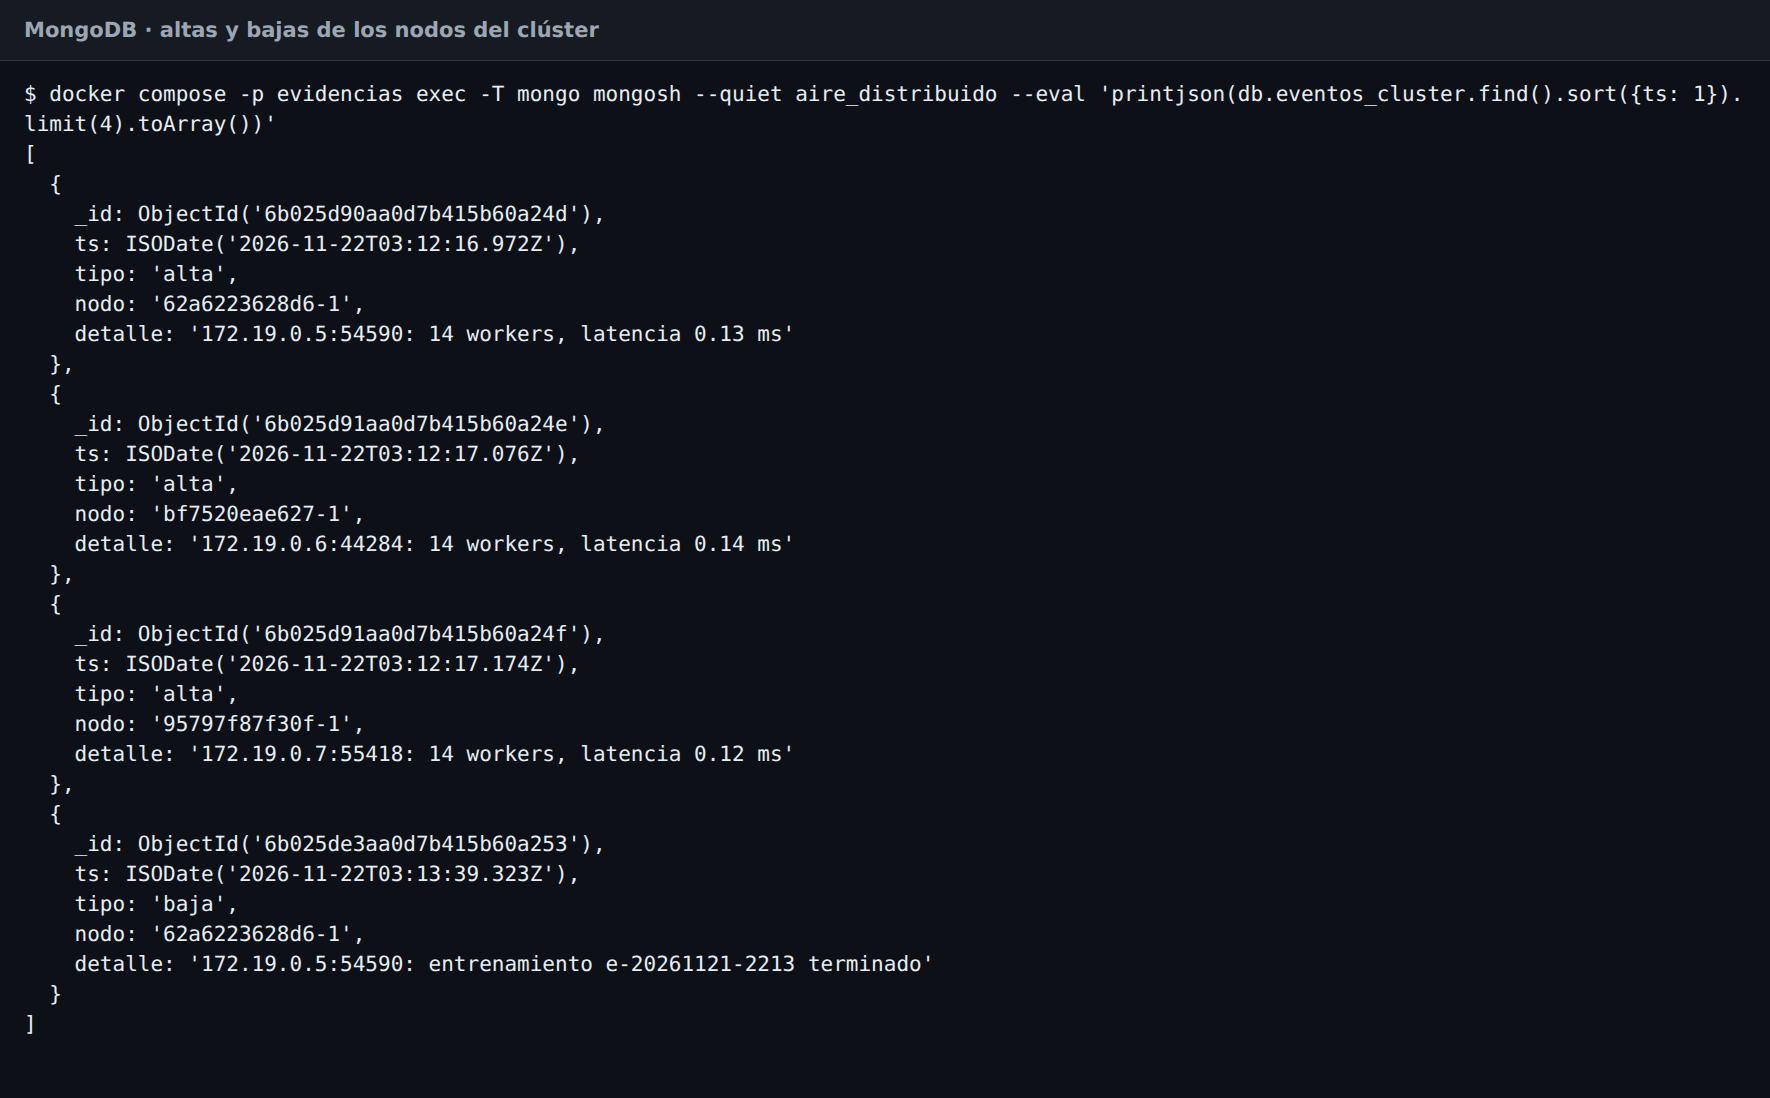 MongoDB · altas y bajas de los nodos del clúster
$ docker compose -p evidencias exec -T mongo mongosh --quiet aire_distribuido --eval 'printjson(db.eventos_cluster.find().sort({ts: 1}).
limit(4).toArray())'
[
  {
    _id: ObjectId('6b025d90aa0d7b415b60a24d'),
    ts: ISODate('2026-11-22T03:12:16.972Z'),
    tipo: 'alta',
    nodo: '62a6223628d6-1',
    detalle: '172.19.0.5:54590: 14 workers, latencia 0.13 ms'
  },
  {
    _id: ObjectId('6b025d91aa0d7b415b60a24e'),
    ts: ISODate('2026-11-22T03:12:17.076Z'),
    tipo: 'alta',
    nodo: 'bf7520eae627-1',
    detalle: '172.19.0.6:44284: 14 workers, latencia 0.14 ms'
  },
  {
    _id: ObjectId('6b025d91aa0d7b415b60a24f'),
    ts: ISODate('2026-11-22T03:12:17.174Z'),
    tipo: 'alta',
    nodo: '95797f87f30f-1',
    detalle: '172.19.0.7:55418: 14 workers, latencia 0.12 ms'
  },
  {
    _id: ObjectId('6b025de3aa0d7b415b60a253'),
    ts: ISODate('2026-11-22T03:13:39.323Z'),
    tipo: 'baja',
    nodo: '62a6223628d6-1',
    detalle: '172.19.0.5:54590: entrenamiento e-20261121-2213 terminado'
  }
]